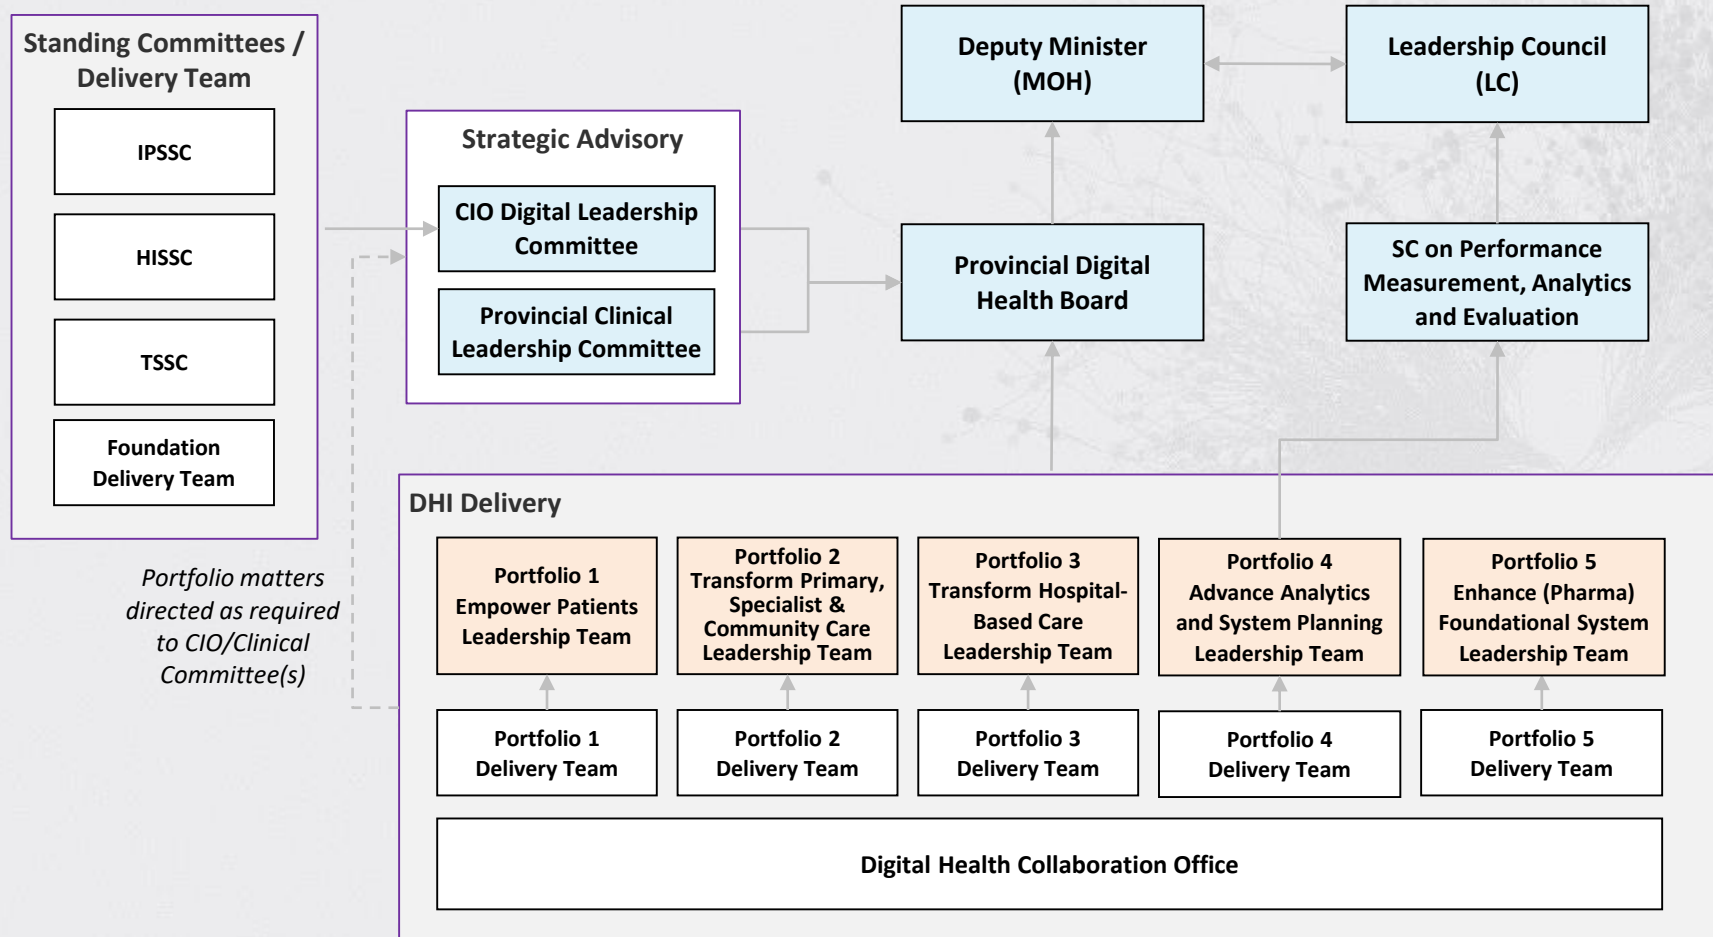 Standing Committees /
Delivery Team
IPSSC
HISSC
TSSC
Foundation
Delivery Team
Portfolio matters
directed as required
to CIO/Clinical
Committee(s)
Strategic Advisory
CIO Digital Leadership
Committee
Provincial Clinical
Leadership Committee
Deputy Minister
(MOH)
Leadership Council
(LC)
Provincial Digital
Health Board
SC on Performance
Measurement, Analytics
and Evaluation
DHI Delivery
Portfolio 1
Empower Patients
Leadership Team
Portfolio 2
Transform Primary,
Specialist &
Community Care
Leadership Team
Portfolio 3
Transform Hospital-
Based Care
Leadership Team
Portfolio 4
Advance Analytics
and System Planning
Leadership Team
Portfolio 5
Enhance (Pharma)
Foundational System
Leadership Team
Portfolio 1
Delivery Team
Portfolio 2
Delivery Team
Portfolio 3
Delivery Team
Portfolio 4
Delivery Team
Portfolio 5
Delivery Team
Digital Health Collaboration Office